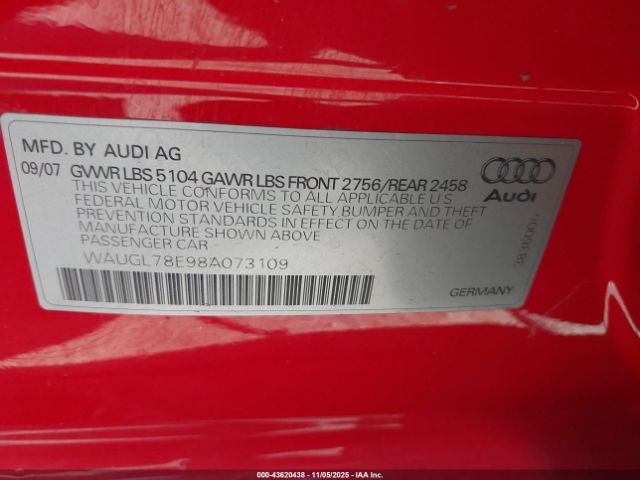 MFD. BY AUDI AG
09/07 GVWR LBS 5104 GAWR LBS FRONT 2756/REAR 2458
THIS VEHICLE CONFORMS TO ALL APPLICABLE U S
FEDERAL MOTOR VEHICLE SAFETY, BUMPER AND THEFT
PREVENTION STANDARDS IN EFFECT ON THE DATE OF
MANUFACTURE SHOWN ABOVE
PASSENGER CAR
WAUGL78E98A073109
Audi
GERMANY
000-43620438 - 11/05/2025 - IAA, Inc.